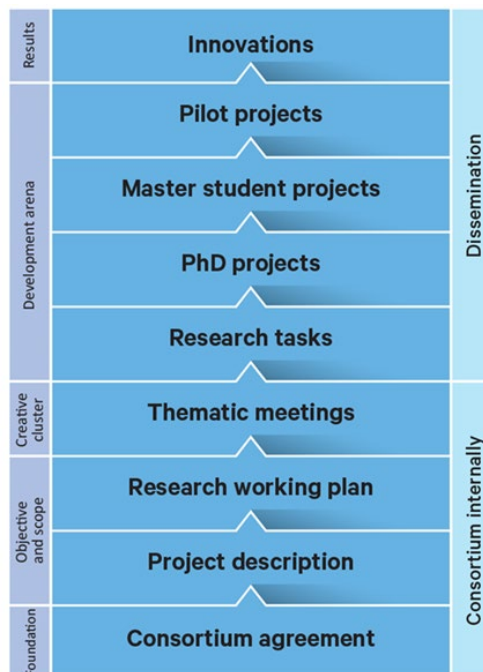 Results
Innovations
Dissemination
Development arena
Pilot projects
Master student projects
PhD projects
Research tasks
Creative
cluster
Thematic meetings
Consortium internally
Objective
and scope
Research working plan
Project description
Foundation
Consortium agreement